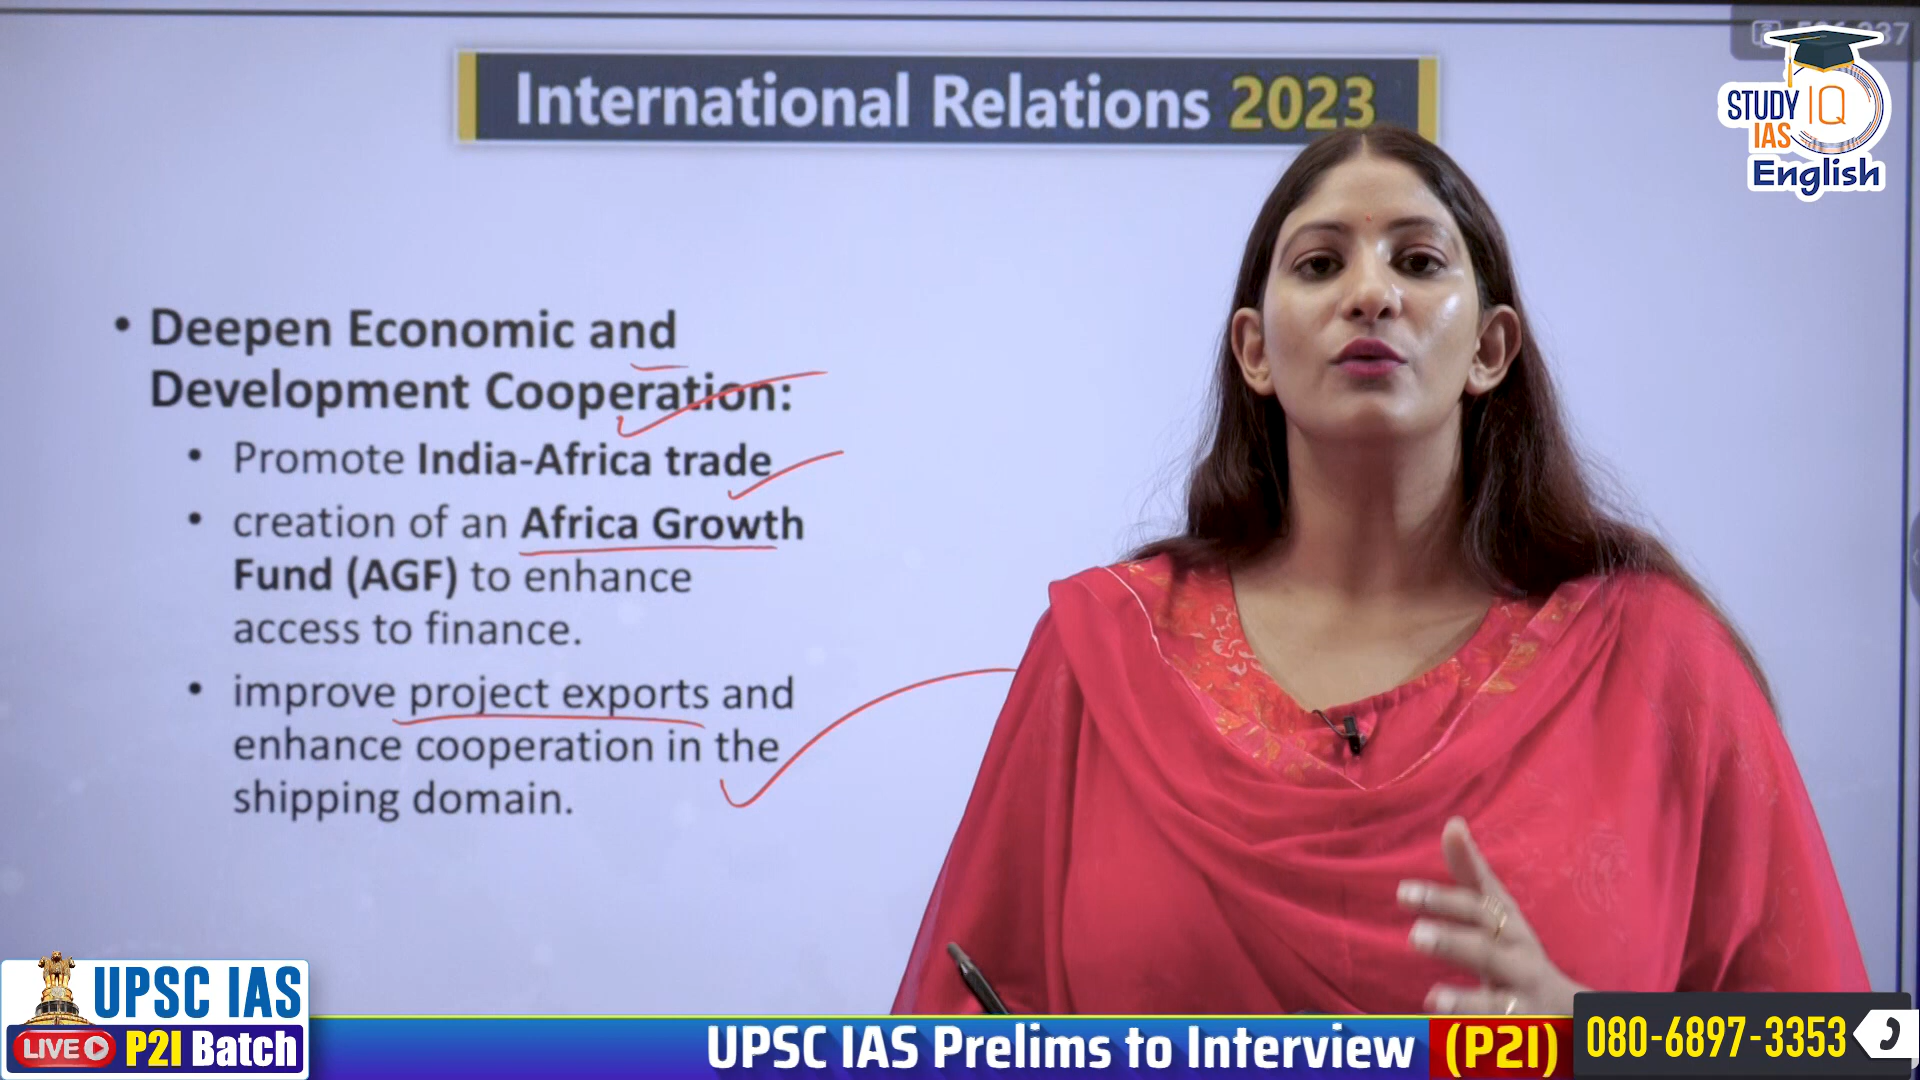 International Relations 2023
STUDY IQ
IAS
English
• Deepen Economic and
Development Cooperation:
• Promote India-Africa trade
• creation of an Africa Growth
Fund (AGF) to enhance
access to finance.
• improve project exports and
enhance cooperation in the
shipping domain.
UPSC IAS
LIVE P2I Batch
UPSC IAS Prelims to Interview (P2I) 080-6897-3353